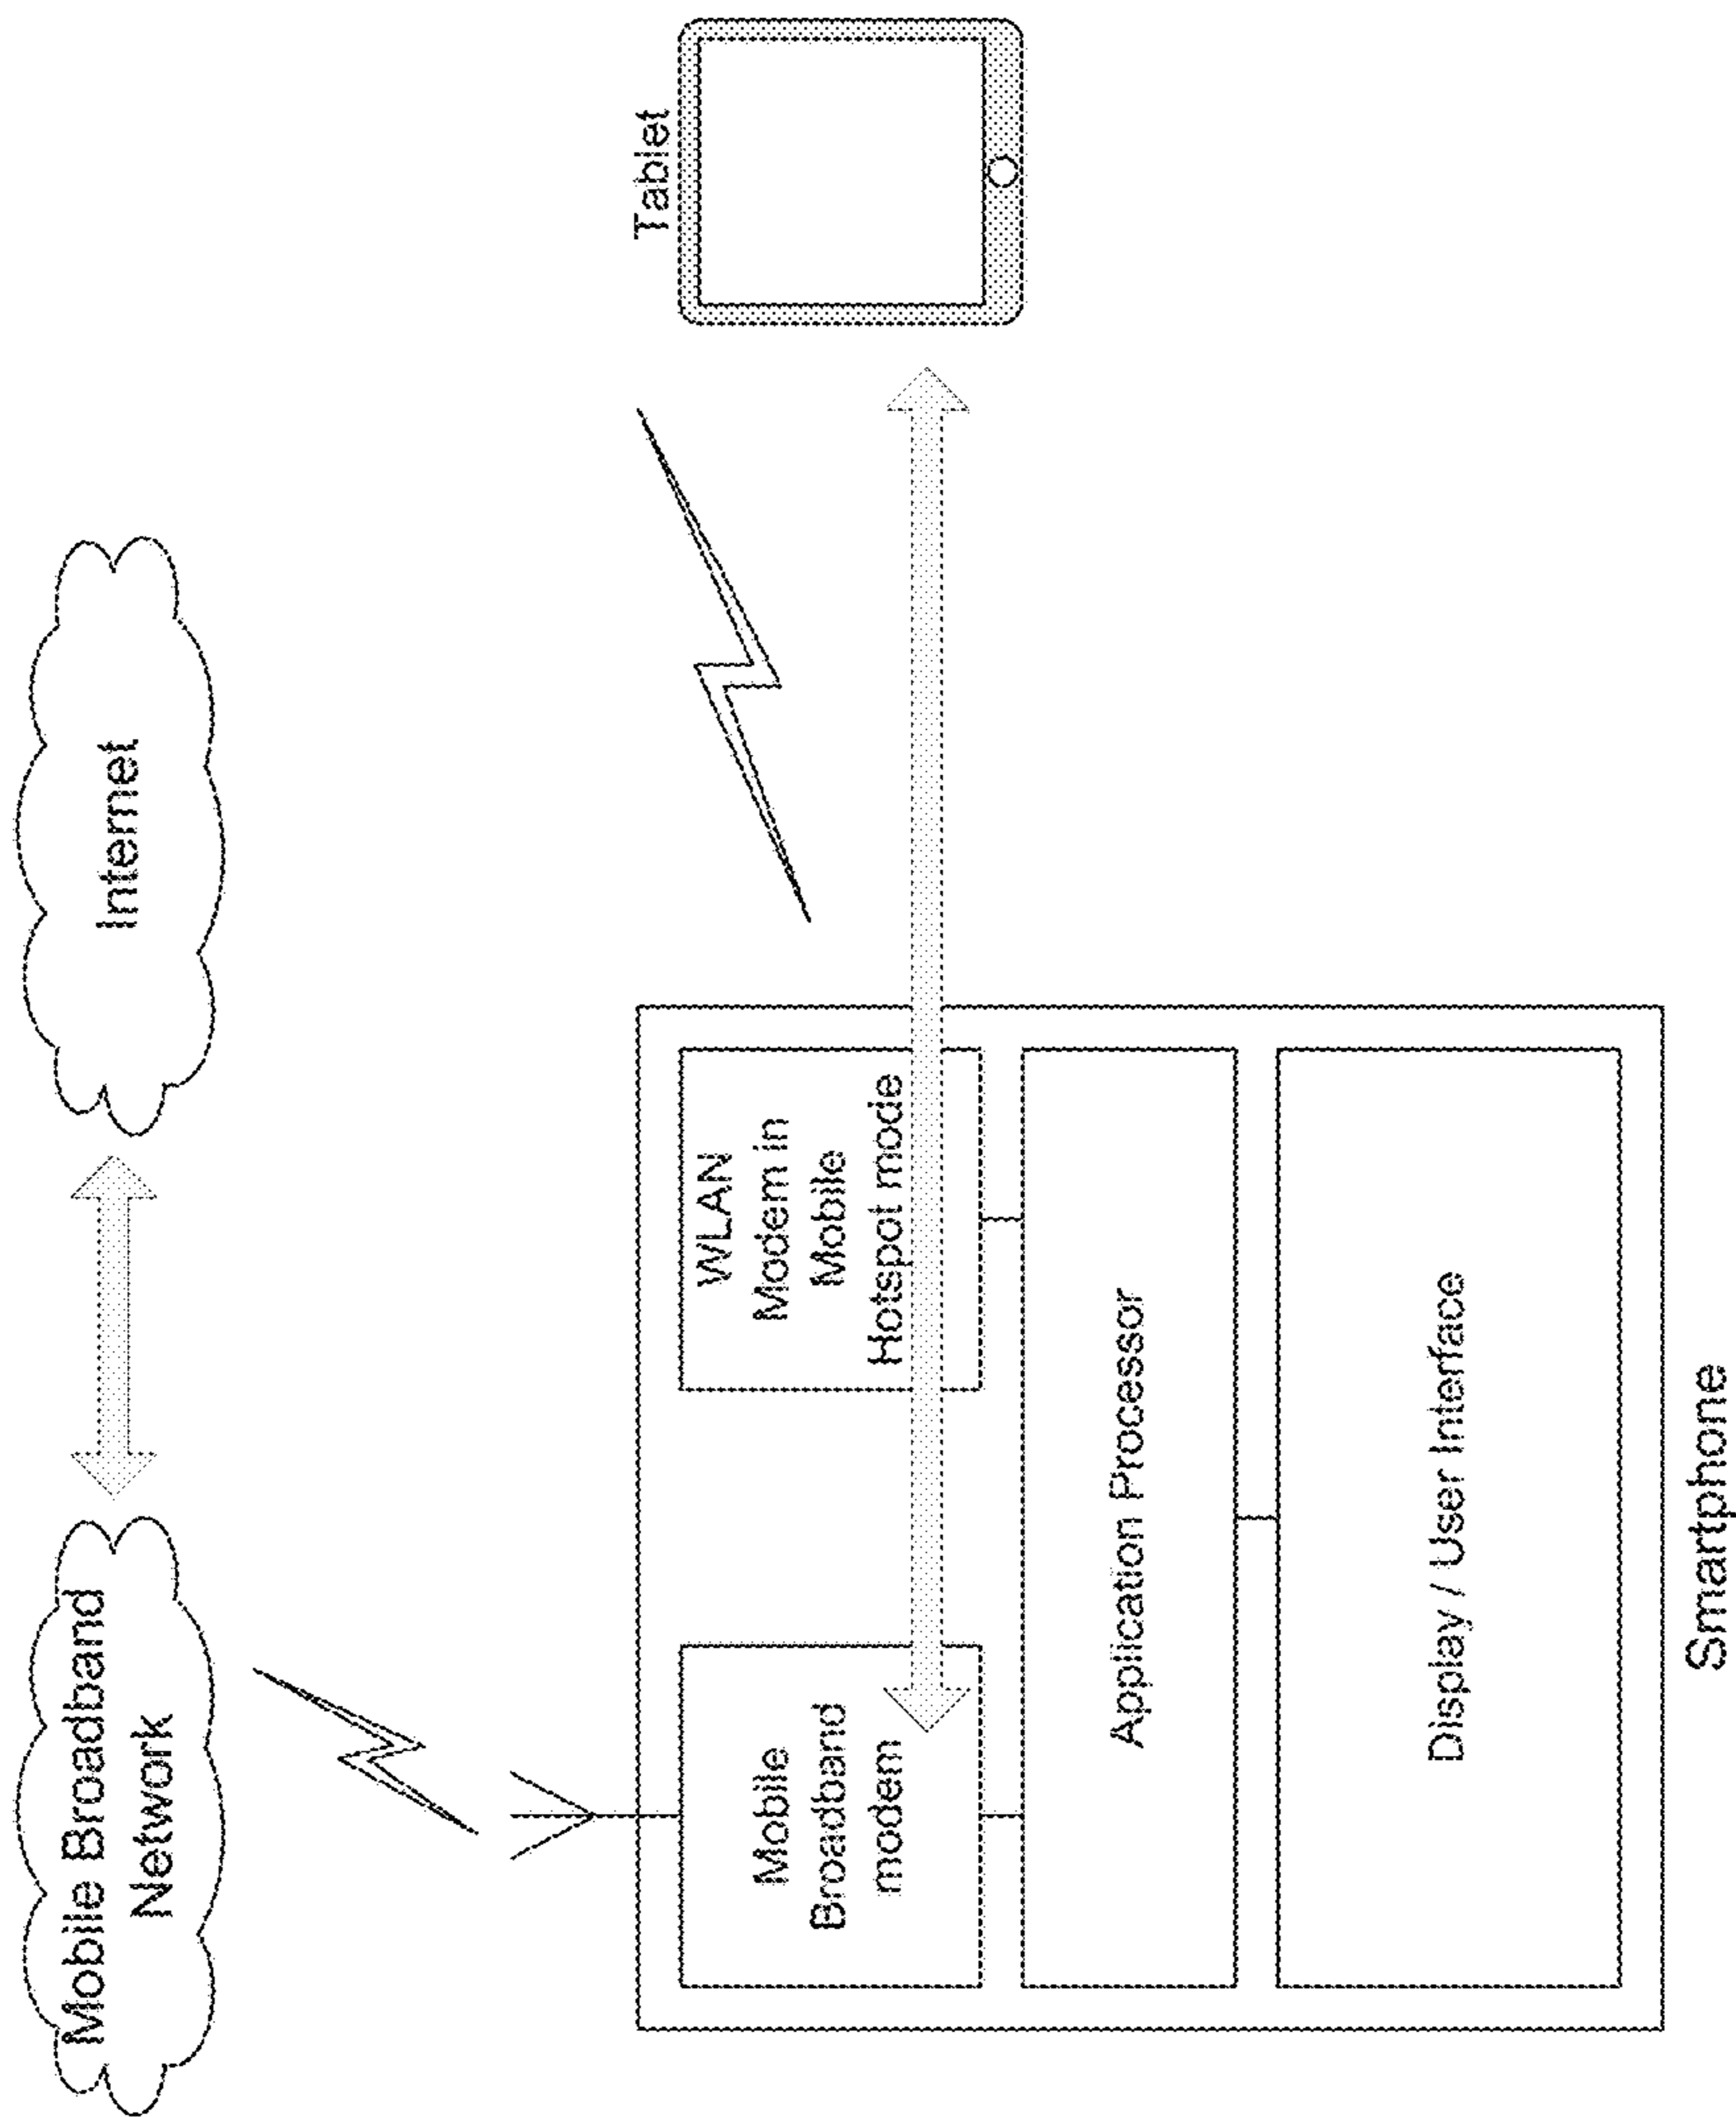 Mobile Broadband
Network
Internet
Tablet
Mobile
Broadband
modem
WLAN
Modem in
Mobile
Hotspot mode
Application Processor
Display / User Interface
Smartphone